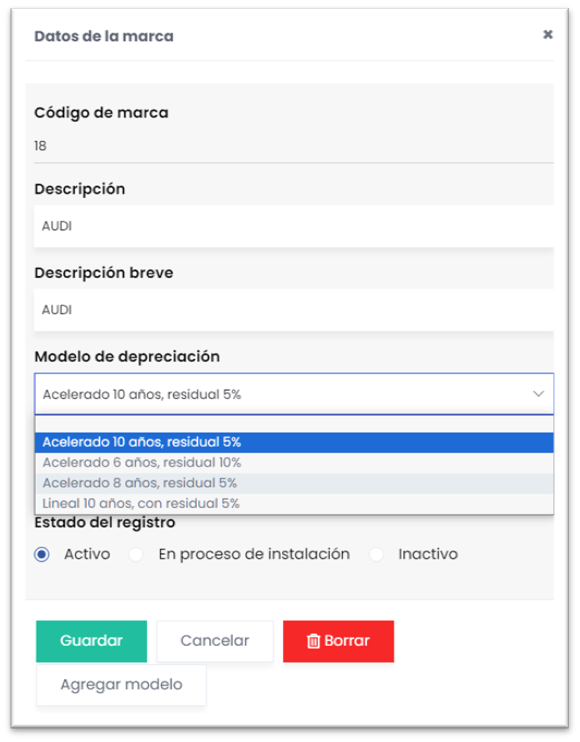 Datos de la marca
Código de marca
18
Descripción
AUDI
Descripción breve
AUDI
Modelo de depreciación
Acelerado 10 años, residual 5%
Acelerado 10 años, residual 5%
Acelerado 6 años, residual 10%
Acelerado 8 años, residual 5%
Lineal 10 años, con residual 5%
Estado del registro
Activo En proceso de instalación Inactivo
Guardar Cancelar Borrar
Agregar modelo